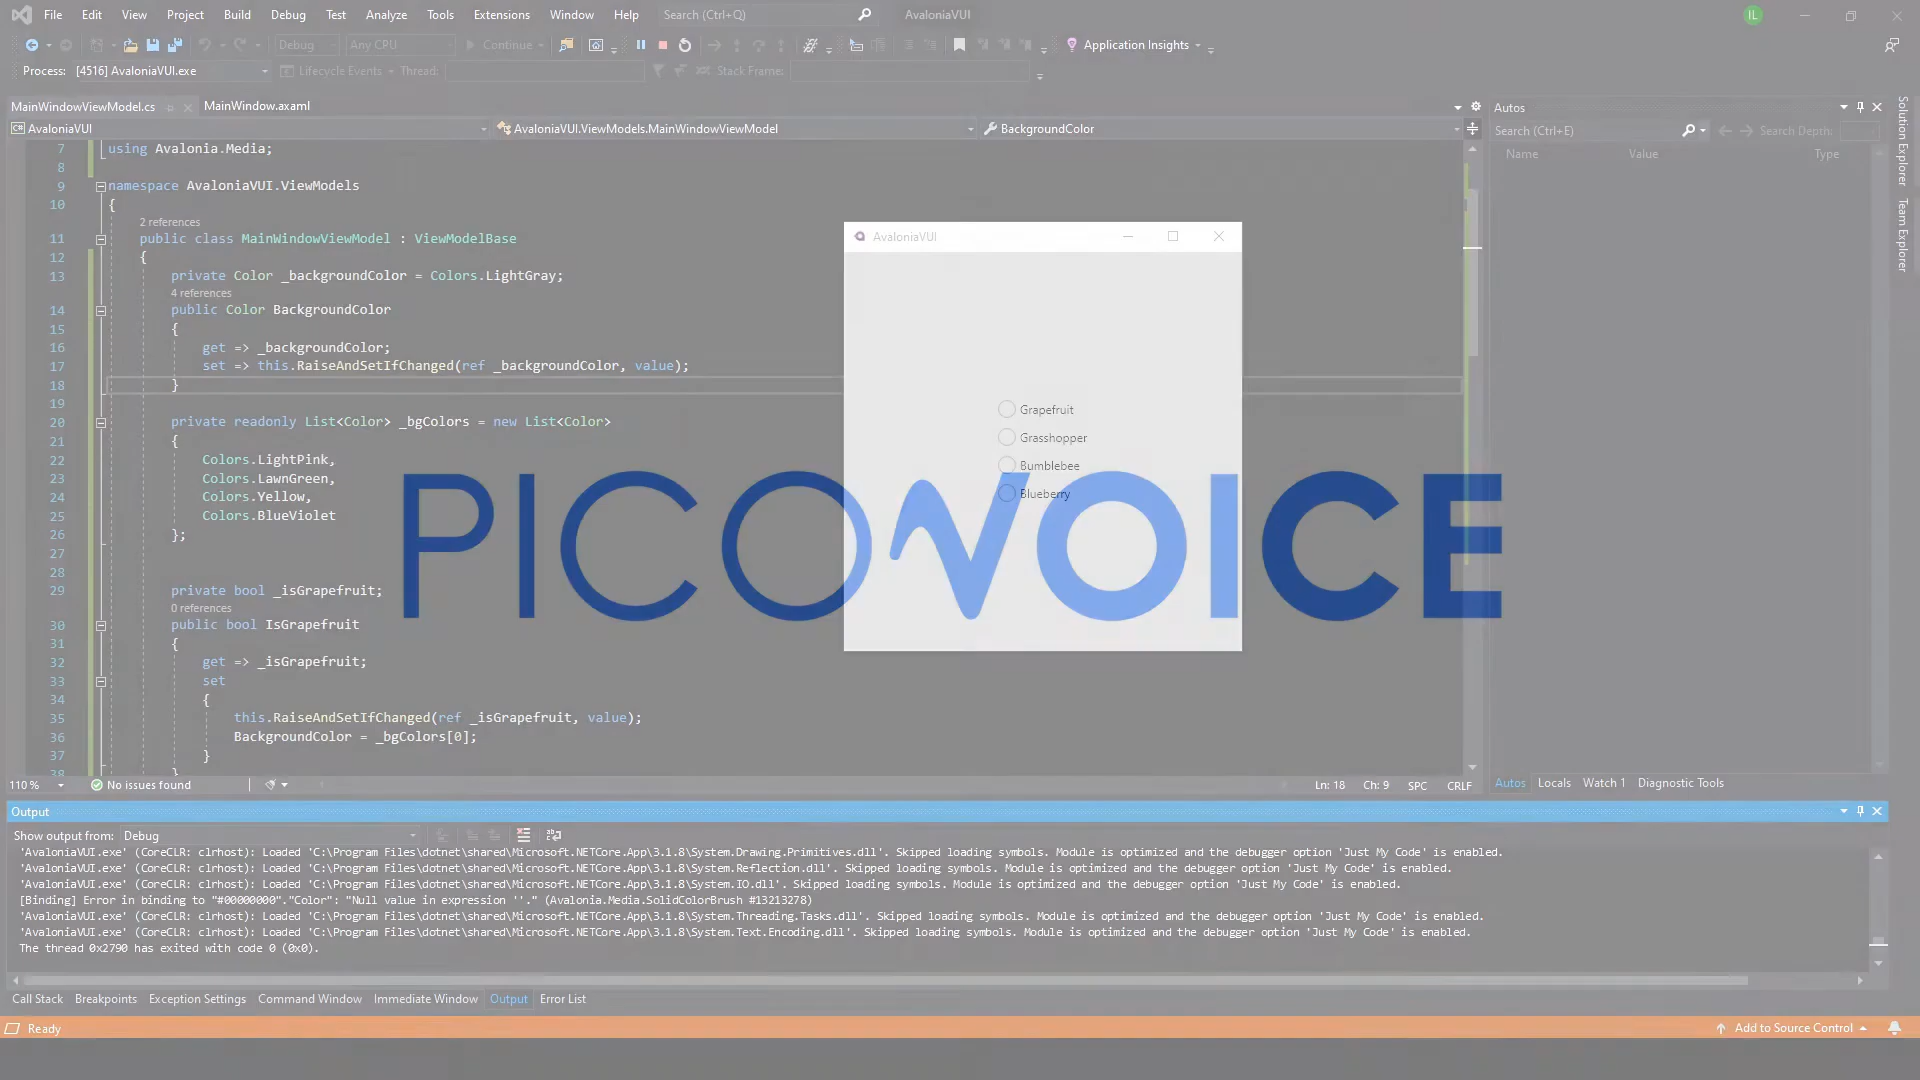 File Edit View Project Build Debug Test Analyze Tools Extensions Window Help Search (Ctrl+Q) AvaloniaVUI IL
Debug Any CPU Continue Application Insights
Process: [4516] AvaloniaVUI.exe Lifecycle Events Thread: Stack Frame:
MainWindowViewModel.cs MainWindow.axaml
AvaloniaVUI AvaloniaVUI.ViewModels.MainWindowViewModel BackgroundColor
7 using Avalonia.Media;
8
9 namespace AvaloniaVUI.ViewModels
10 {
2 references
11 public class MainWindowViewModel : ViewModelBase
12 {
13 private Color _backgroundColor = Colors.LightGray;
4 references
14 public Color BackgroundColor
15 {
16 get => _backgroundColor;
17 set => this.RaiseAndSetIfChanged(ref _backgroundColor, value);
18 }
19
20 private readonly List<Color> _bgColors = new List<Color>
21 {
22 Colors.LightPink,
23 Colors.LawnGreen,
24 Colors.Yellow,
25 Colors.BlueViolet
26 };
27
28
29 private bool _isGrapefruit;
0 references
30 public bool IsGrapefruit
31 {
32 get => _isGrapefruit;
33 set
34 {
35 this.RaiseAndSetIfChanged(ref _isGrapefruit, value);
36 BackgroundColor = _bgColors[0];
37 }
38 }
AvaloniaVUI
Grapefruit
Grasshopper
Bumblebee
Blueberry
PICOVOICE
110 % No issues found Ln: 18 Ch: 9 SPC CRLF
Autos
Search (Ctrl+E) Search Depth:
Name Value Type
Autos Locals Watch 1 Diagnostic Tools
Solution Explorer
Team Explorer
Output
Show output from: Debug
'AvaloniaVUI.exe' (CoreCLR: clrhost): Loaded 'C:\Program Files\dotnet\shared\Microsoft.NETCore.App\3.1.8\System.Drawing.Primitives.dll'. Skipped loading symbols. Module is optimized and the debugger option 'Just My Code' is enabled.
'AvaloniaVUI.exe' (CoreCLR: clrhost): Loaded 'C:\Program Files\dotnet\shared\Microsoft.NETCore.App\3.1.8\System.Reflection.dll'. Skipped loading symbols. Module is optimized and the debugger option 'Just My Code' is enabled.
'AvaloniaVUI.exe' (CoreCLR: clrhost): Loaded 'C:\Program Files\dotnet\shared\Microsoft.NETCore.App\3.1.8\System.IO.dll'. Skipped loading symbols. Module is optimized and the debugger option 'Just My Code' is enabled.
[Binding] Error in binding to "#00000000"."Color": "Null value in expression ''." (Avalonia.Media.SolidColorBrush #13213278)
'AvaloniaVUI.exe' (CoreCLR: clrhost): Loaded 'C:\Program Files\dotnet\shared\Microsoft.NETCore.App\3.1.8\System.Threading.Tasks.dll'. Skipped loading symbols. Module is optimized and the debugger option 'Just My Code' is enabled.
'AvaloniaVUI.exe' (CoreCLR: clrhost): Loaded 'C:\Program Files\dotnet\shared\Microsoft.NETCore.App\3.1.8\System.Text.Encoding.dll'. Skipped loading symbols. Module is optimized and the debugger option 'Just My Code' is enabled.
The thread 0x2790 has exited with code 0 (0x0).
Call Stack Breakpoints Exception Settings Command Window Immediate Window Output Error List
Ready Add to Source Control